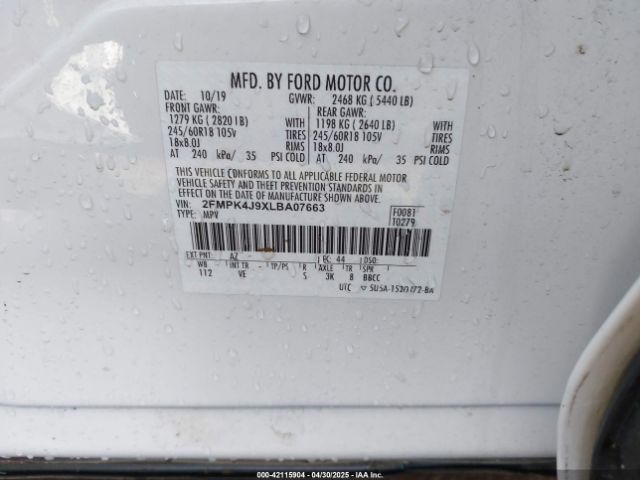 MFD. BY FORD MOTOR CO.
DATE: 10/19 GVWR: 2468 KG ( 5440 LB)
FRONT GAWR: REAR GAWR:
1279 KG ( 2820 LB) WITH 1198 KG ( 2640 LB) WITH
245/60R18 105V TIRES 245/60R18 105V TIRES
18x8.0J RIMS 18x8.0J RIMS
AT 240 kPa/ 35 PSI COLD AT 240 kPa/ 35 PSI COLD
THIS VEHICLE CONFORMS TO ALL APPLICABLE FEDERAL MOTOR
VEHICLE SAFETY AND THEFT PREVENTION STANDARDS IN
EFFECT ON THE DATE OF MANUFACTURE SHOWN ABOVE.
VIN: 2FMPK4J9XLBA07663 F0081
TYPE: MPV T0279
EXT PNT: AZ RC: 44 DSO:
WB INT TR TP/PS R AXLE TR SPR
112 VE 5 3K 8 BBCC
UTC
000-42115904 - 04/30/2025 - IAA Inc.